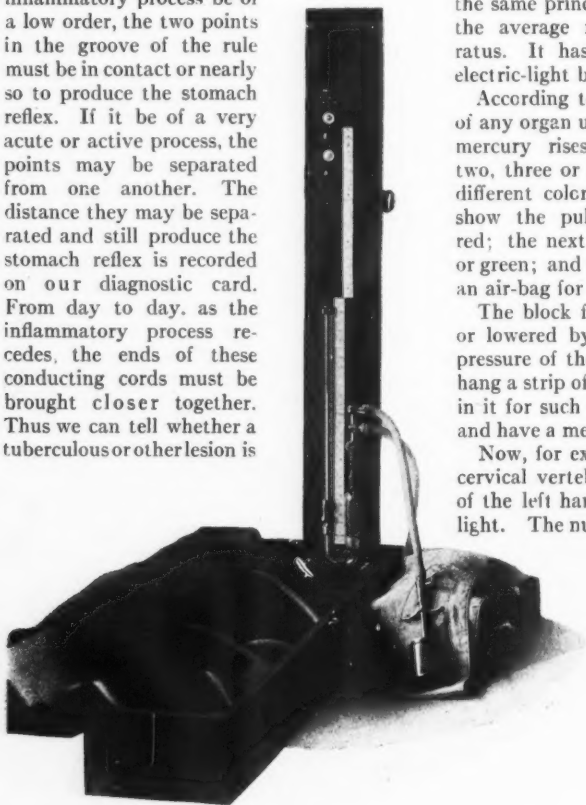 inflammatory process be of
a low order, the two points
in the groove of the rule
must be in contact or nearly
so to produce the stomach
reflex. If it be of a very
acute or active process, the
points may be separated
from one another. The
distance they may be sepa-
rated and still produce the
stomach reflex is recorded
on our diagnostic card.
From day to day. as the
inflammatory process re-
cedes, the ends of these
conducting cords must be
brought closer together.
Thus we can tell whether a
tuberculous or other lesion is
the same princ
the average
ratus. It has
electric-light b
According t
of any organ u
mercury rises
two, three or
different color
show the pul
red; the next
or green; and
an air-bag for
The block f
or lowered by
pressure of th
hang a strip of
in it for such
and have a me
Now, for ex
cervical verte
of the left har
light. The nu